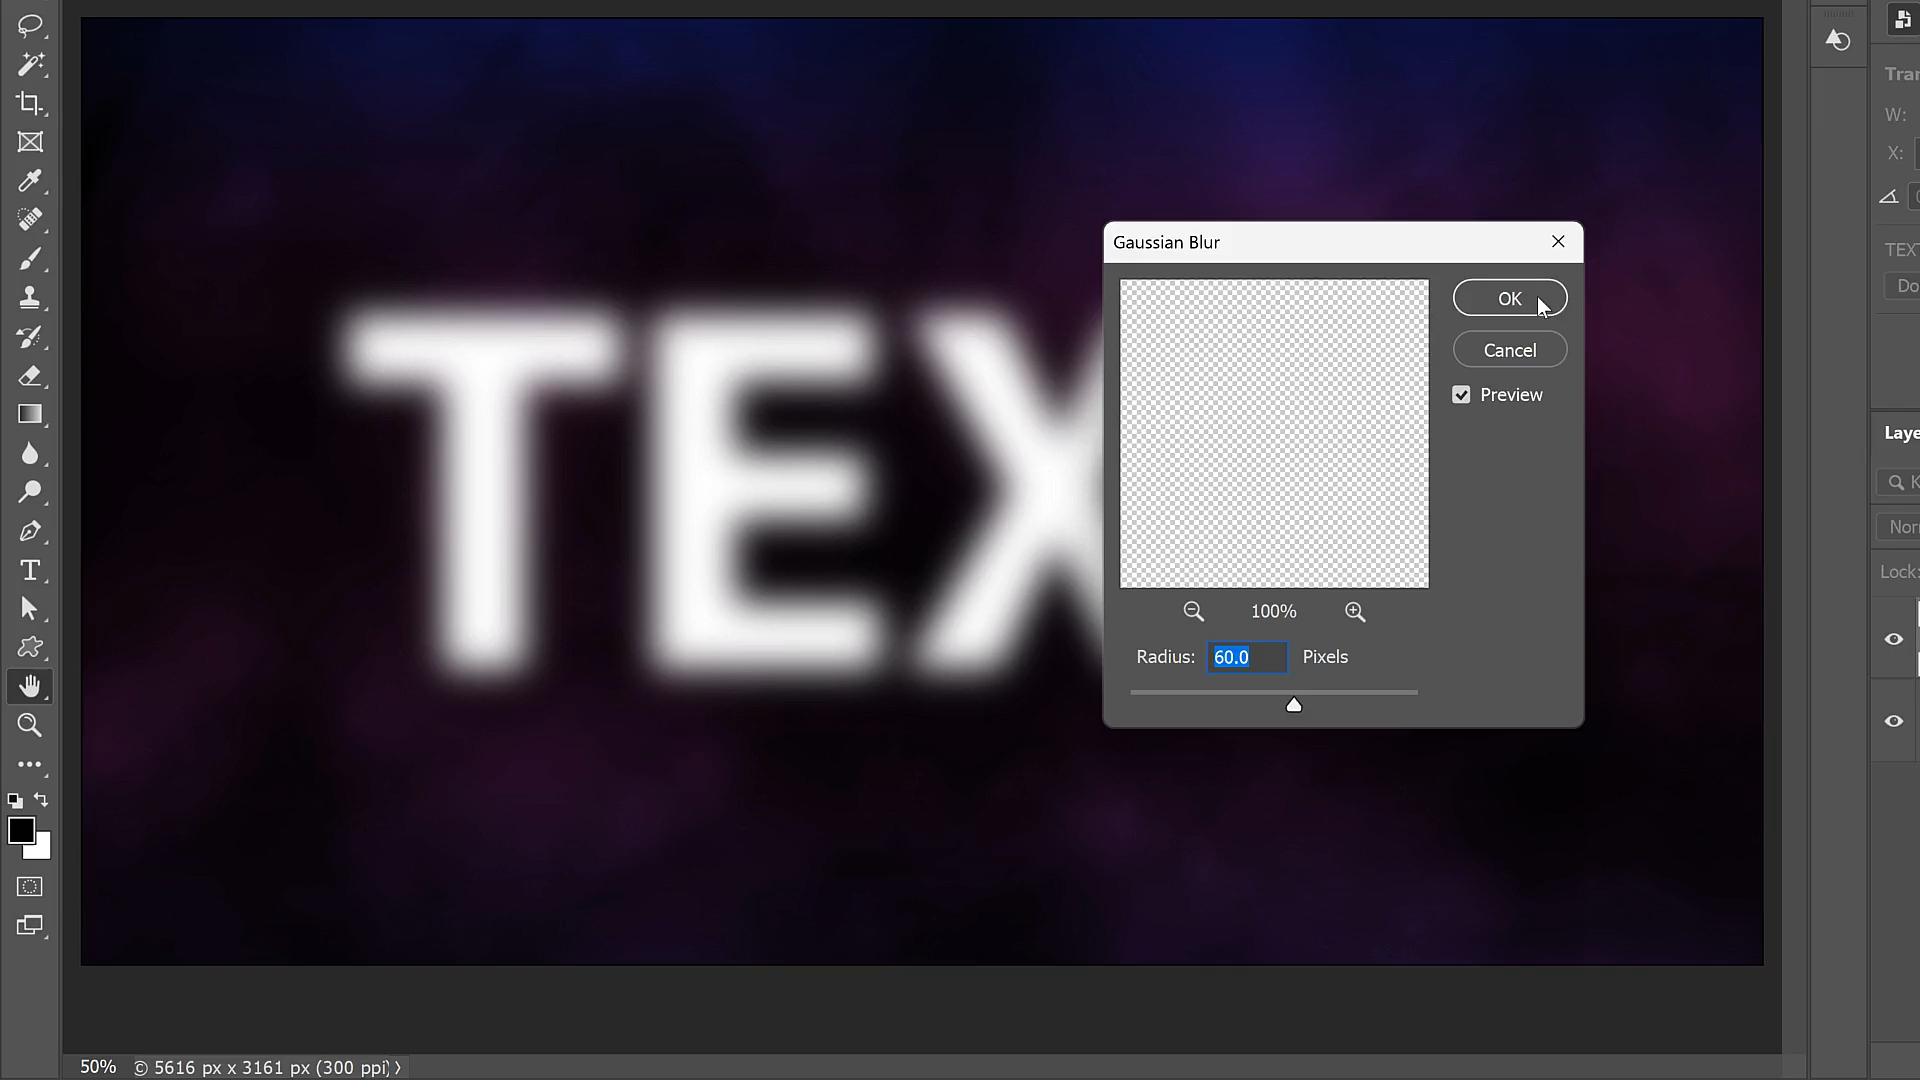 Tran
W:
X:
TEX
Gaussian Blur
OK
Do
Cancel
Preview
TEX
Laye
K
Nor
Lock:
100%
Radius: 60.0 Pixels
T
50% © 5616 px x 3161 px (300 ppi)